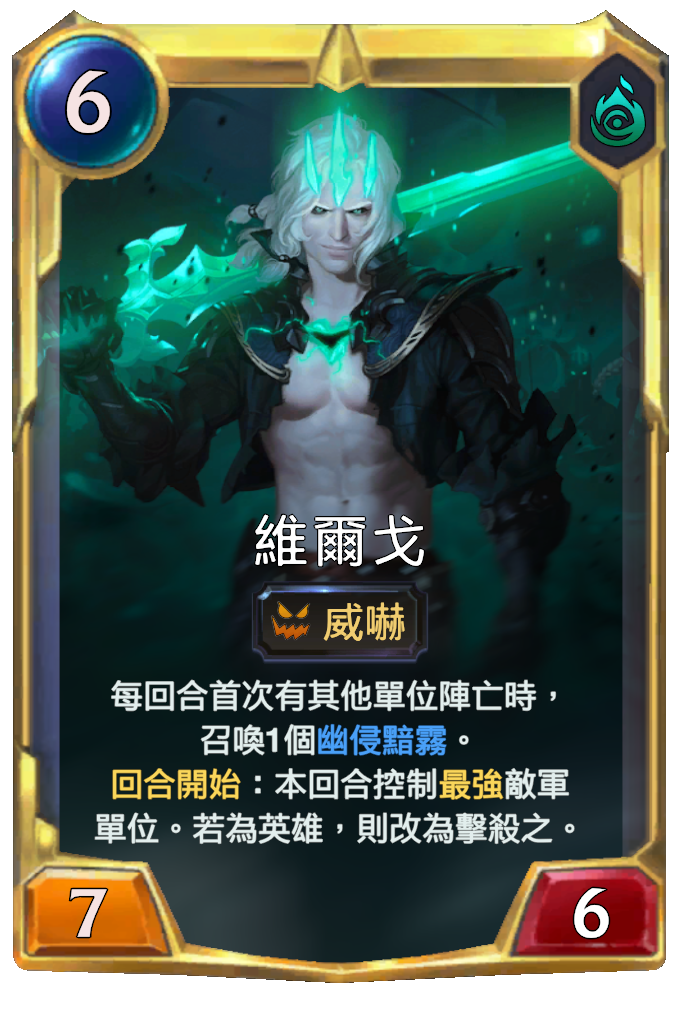 6
維爾戈
威嚇
每回合首次有其他單位陣亡時，
召喚1個幽侵黯霧。
回合開始：本回合控制最強敵軍
單位。若為英雄，則改為擊殺之。
7
6